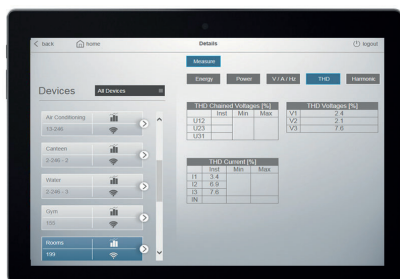 back home Details logout
Measure
Energy Power V / A / Hz THD Harmonic
Devices All Devices
Air Conditioning
13-246
Canteen
2-246 - 2
Water
2-246 - 3
Gym
155
Rooms
199
THD Chained Voltages [%]
Inst Min Max
U12
U23
U31
THD Voltages [%]
V1 2.4
V2 2.1
V3 7.6
THD Current [%]
Inst Min Max
I1 3.4
I2 6.9
I3 7.6
IN